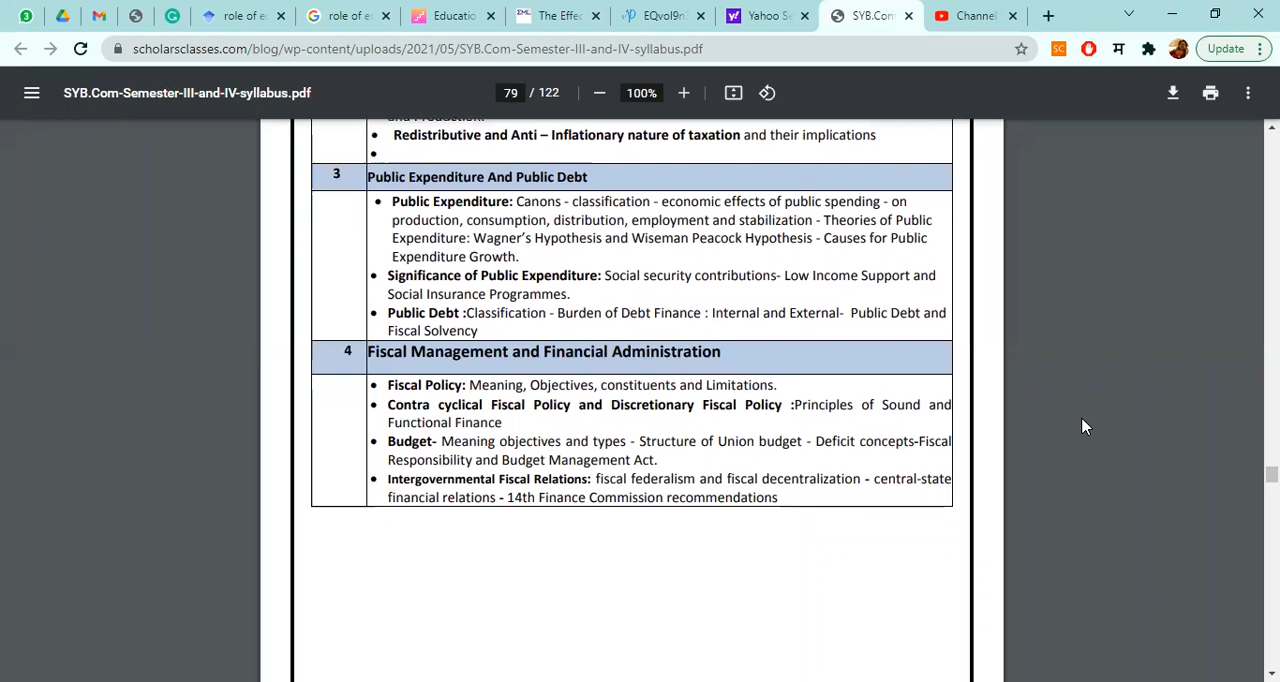 3
role of e
role of e
Educatio
The Effe
EQvol9n
Yahoo Se
SYB.Com
Channel
scholarsclasses.com/blog/wp-content/uploads/2021/05/SYB.Com-Semester-III-and-IV-syllabus.pdf
SC
म
Update
SYB.Com-Semester-III-and-IV-syllabus.pdf
79 / 122
100%
and Production.
• Redistributive and Anti – Inflationary nature of taxation and their implications
•
3 Public Expenditure And Public Debt
• Public Expenditure: Canons - classification - economic effects of public spending - on
production, consumption, distribution, employment and stabilization - Theories of Public
Expenditure: Wagner's Hypothesis and Wiseman Peacock Hypothesis - Causes for Public
Expenditure Growth.
• Significance of Public Expenditure: Social security contributions- Low Income Support and
Social Insurance Programmes.
• Public Debt :Classification - Burden of Debt Finance : Internal and External- Public Debt and
Fiscal Solvency
4 Fiscal Management and Financial Administration
• Fiscal Policy: Meaning, Objectives, constituents and Limitations.
• Contra cyclical Fiscal Policy and Discretionary Fiscal Policy :Principles of Sound and
Functional Finance
• Budget- Meaning objectives and types - Structure of Union budget - Deficit concepts-Fiscal
Responsibility and Budget Management Act.
• Intergovernmental Fiscal Relations: fiscal federalism and fiscal decentralization - central-state
financial relations - 14th Finance Commission recommendations